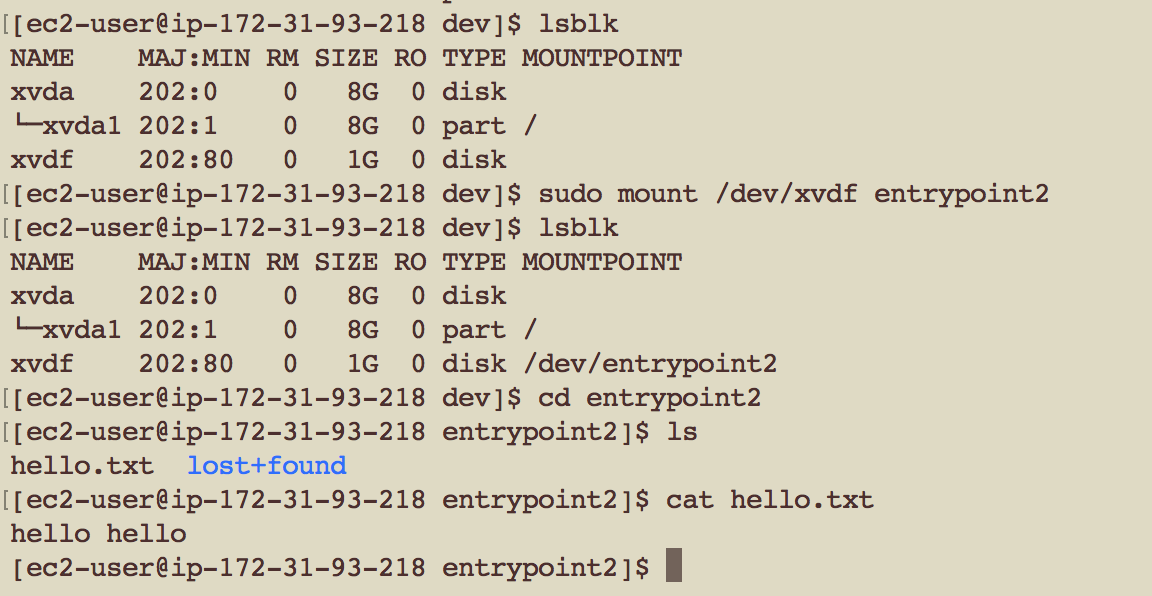 [[ec2-user@ip-172-31-93-218 dev]$ lsblk
NAME    MAJ:MIN RM SIZE RO TYPE MOUNTPOINT
xvda    202:0    0   8G  0 disk
└─xvda1 202:1    0   8G  0 part /
xvdf    202:80   0   1G  0 disk
[[ec2-user@ip-172-31-93-218 dev]$ sudo mount /dev/xvdf entrypoint2
[[ec2-user@ip-172-31-93-218 dev]$ lsblk
NAME    MAJ:MIN RM SIZE RO TYPE MOUNTPOINT
xvda    202:0    0   8G  0 disk
└─xvda1 202:1    0   8G  0 part /
xvdf    202:80   0   1G  0 disk /dev/entrypoint2
[[ec2-user@ip-172-31-93-218 dev]$ cd entrypoint2
[[ec2-user@ip-172-31-93-218 entrypoint2]$ ls
hello.txt  lost+found
[[ec2-user@ip-172-31-93-218 entrypoint2]$ cat hello.txt
hello hello
[ec2-user@ip-172-31-93-218 entrypoint2]$